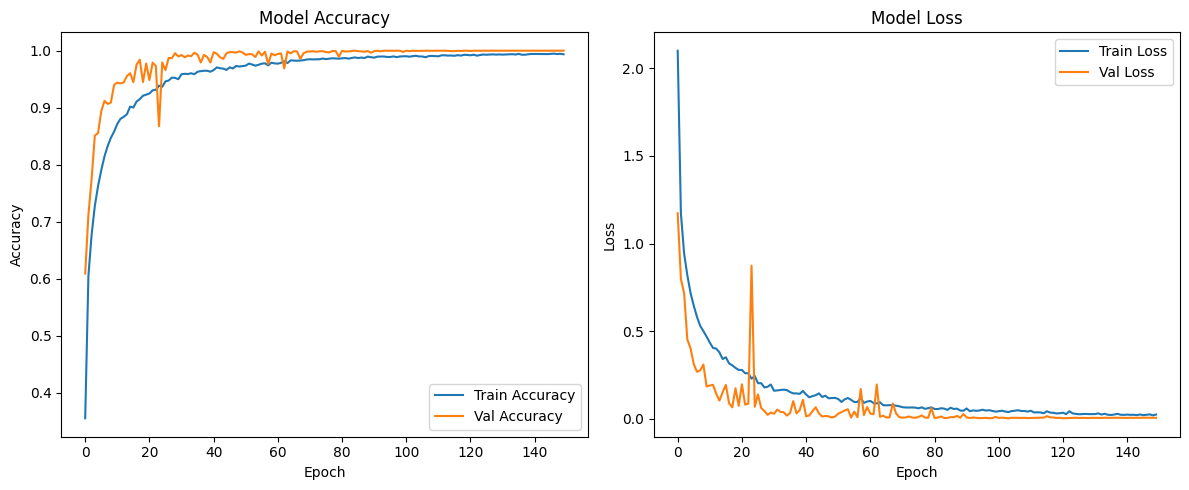 Model Accuracy
1.0
0.9
0.8
0.7
0.6
0.5
0.4
Accuracy
0 20 40 60 80 100 120 140
Epoch
Train Accuracy
Val Accuracy
Model Loss
2.0
1.5
1.0
0.5
0.0
Loss
0 20 40 60 80 100 120 140
Epoch
Train Loss
Val Loss